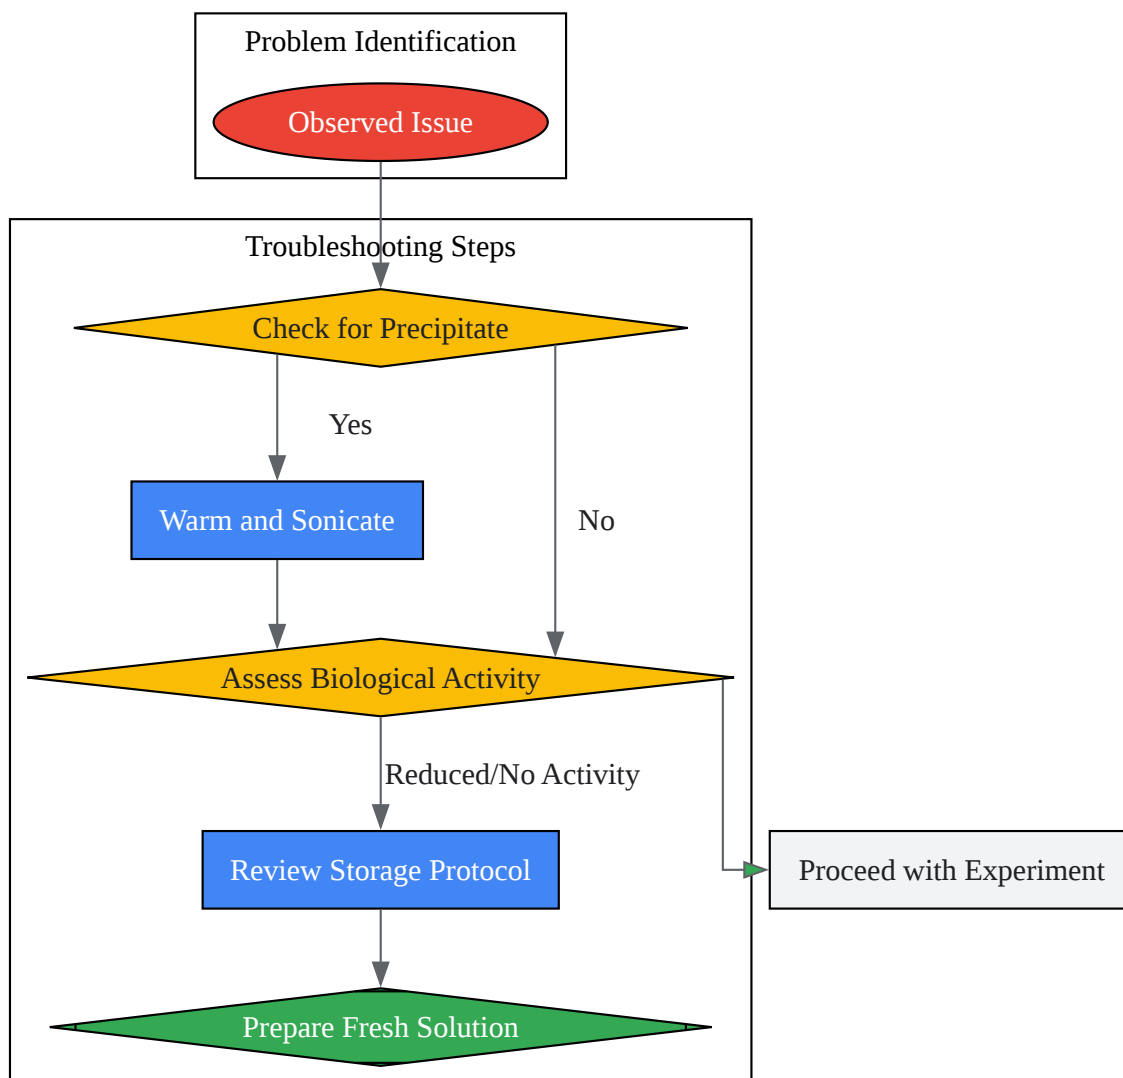 Problem Identification
Observed Issue
Troubleshooting Steps
Check for Precipitate
Yes
Warm and Sonicate
No
Assess Biological Activity
Reduced/No Activity
Review Storage Protocol
Proceed with Experiment
Prepare Fresh Solution